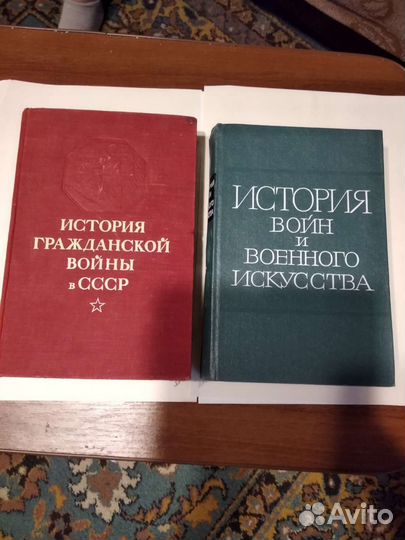 ИСТОРИЯ
ГРАЖДАНСКОЙ
ВОЙНЫ
в СССР
ИСТОРИЯ
ВОЙН и
ВОЕННОГО
ИСКУССТВА
Avito